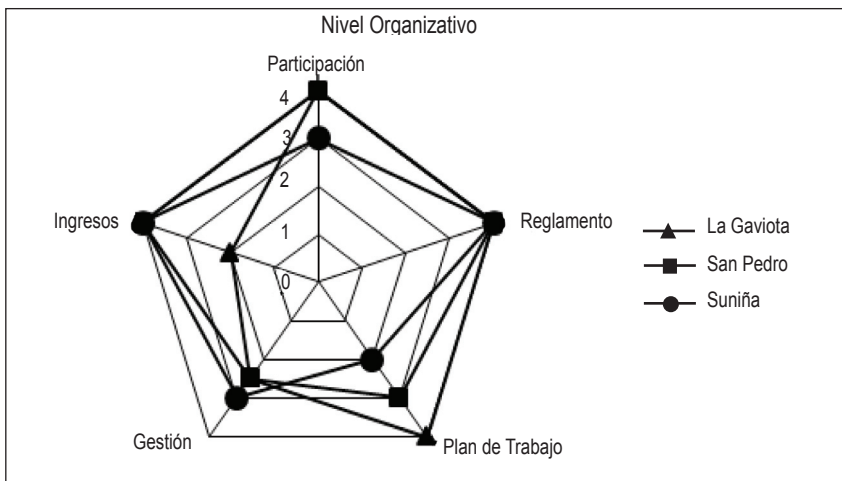 Nivel Organizativo
Participación
4
3
2
1
0
Ingresos
Reglamento
Gestión
Plan de Trabajo
La Gaviota
San Pedro
Suniña